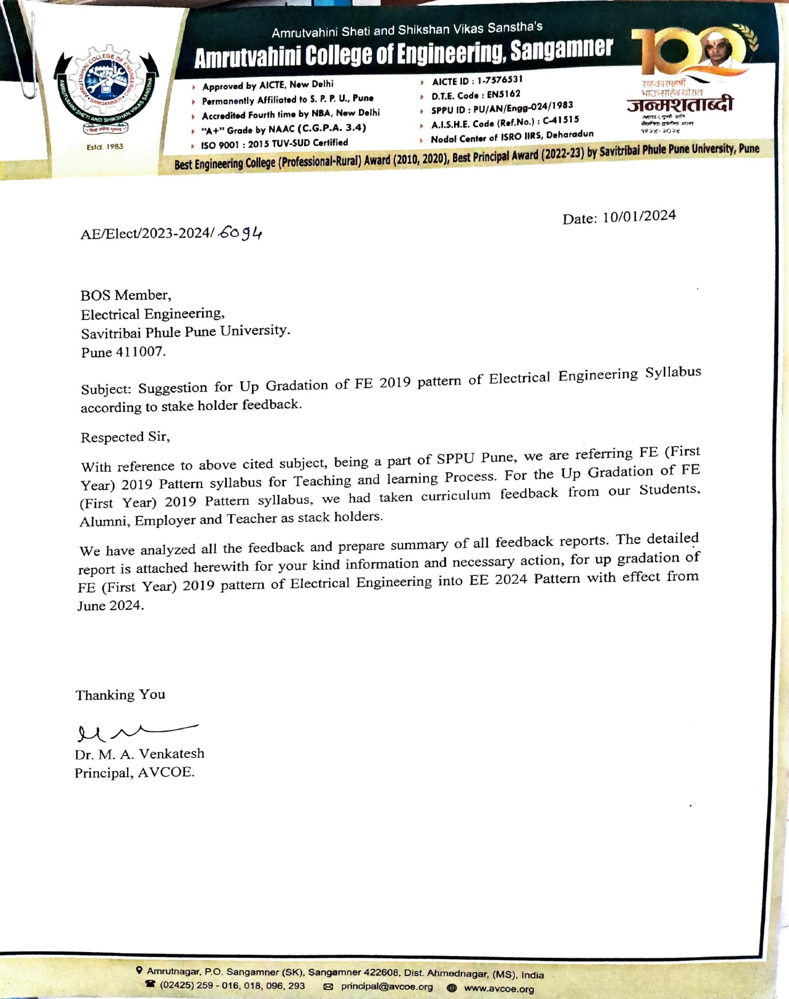 Amrutvahini Sheti and Shikshan Vikas Sanstha's
Amrutvahini College of Engineering, Sangamner
AMRUTVAHINI COLLEGE OF ENGINEERING
SANGAMNER
AMRUTVAHINI SHETI AND SHIKSHAN VIKAS SANSTHA
Estd. 1983
Approved by AICTE, New Delhi
Permanently Affiliated to S. P. P. U., Pune
Accredited Fourth time by NBA, New Delhi
"A+" Grade by NAAC (C.G.P.A. 3.4)
ISO 9001 : 2015 TUV-SUD Certified
AICTE ID : 1-7576531
D.T.E. Code : EN5162
SPPU ID : PU/AN/Engg-024/1983
A.I.S.H.E. Code (Ref.No.) : C-41515
Nodal Center of ISRO IIRS, Deharadun
100
सहकारमहर्षी
भाऊसाहेब थोरात
जन्मशताब्दी
१९२४-२०२४
Best Engineering College (Professional-Rural) Award (2010, 2020), Best Principal Award (2022-23) by Savitribai Phule Pune University, Pune
Date: 10/01/2024
AE/Elect/2023-2024/ 6094
BOS Member,
Electrical Engineering,
Savitribai Phule Pune University.
Pune 411007.
Subject: Suggestion for Up Gradation of FE 2019 pattern of Electrical Engineering Syllabus
according to stake holder feedback.
Respected Sir,
With reference to above cited subject, being a part of SPPU Pune, we are referring FE (First
Year) 2019 Pattern syllabus for Teaching and learning Process. For the Up Gradation of FE
(First Year) 2019 Pattern syllabus, we had taken curriculum feedback from our Students,
Alumni, Employer and Teacher as stack holders.
We have analyzed all the feedback and prepare summary of all feedback reports. The detailed
report is attached herewith for your kind information and necessary action, for up gradation of
FE (First Year) 2019 pattern of Electrical Engineering into EE 2024 Pattern with effect from
June 2024.
Thanking You
Dr. M. A. Venkatesh
Principal, AVCOE.
Amrutnagar, P.O. Sangamner (SK), Sangamner 422608, Dist. Ahmednagar, (MS), India
(02425) 259 - 016, 018, 096, 293 principal@avcoe.org www.avcoe.org